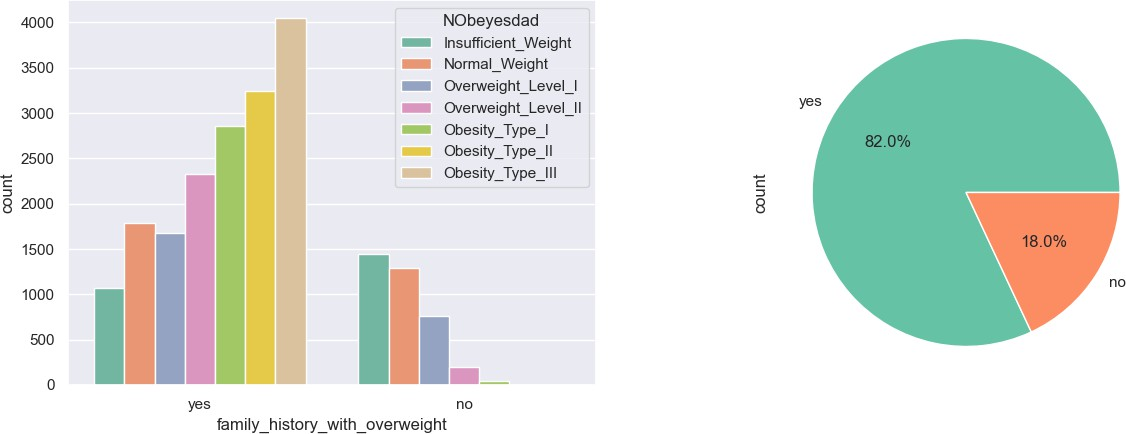 4000
3500
3000
2500
2000
1500
1000
500
0
count
NObeyesdad
Insufficient_Weight
Normal_Weight
Overweight_Level_I
Overweight_Level_II
Obesity_Type_I
Obesity_Type_II
Obesity_Type_III
yes
no
family_history_with_overweight
count
yes
82.0%
18.0%
no